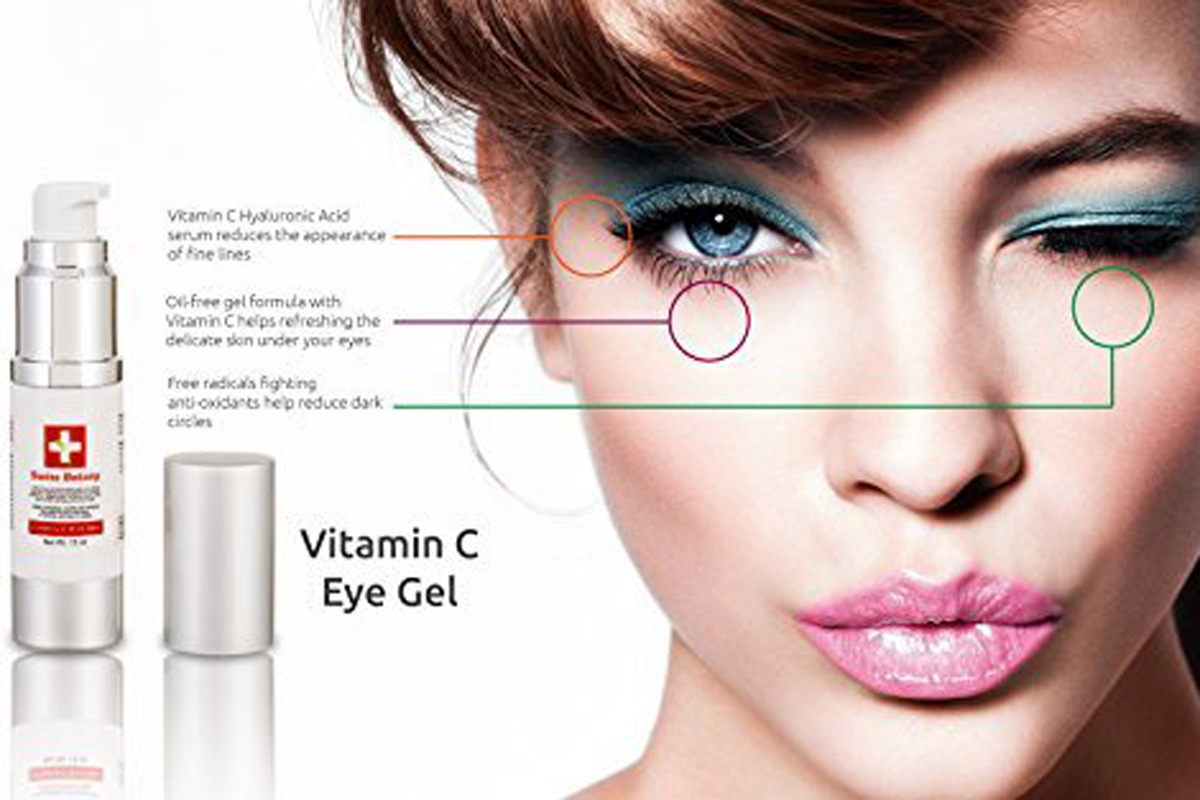 Vitamin C Hyaluronic Acid
serum reduces the appearance
of fine lines
Oil-free gel formula with
Vitamin C helps refreshing the
delicate skin under your eyes
Free radicals fighting
anti-oxidants help reduce dark
circles
Swiss Botany
Vitamin C
Eye Gel